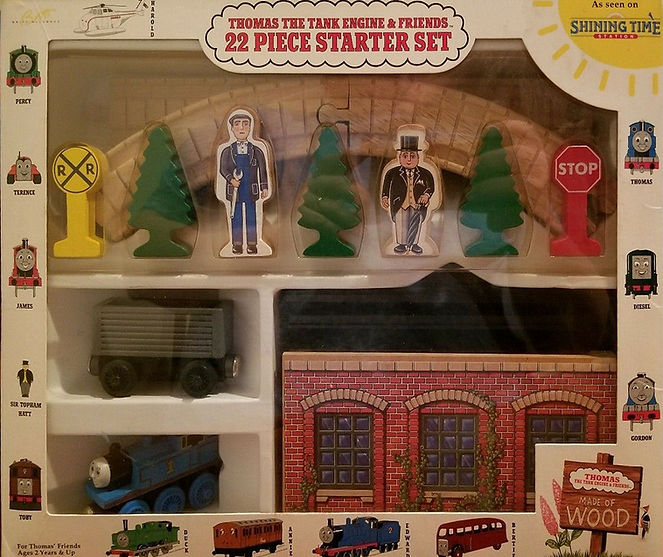 HAROLD
THOMAS THE TANK ENGINE & FRIENDS™
22 PIECE STARTER SET
As seen on
SHINING TIME
STATION
PERCY
TERENCE
JAMES
SIR TOPHAM
HATT
TOBY
R R
STOP
THOMAS
DIESEL
GORDON
THOMAS
THE TANK ENGINE & FRIENDS
MADE OF
WOOD
For Thomas' Friends
Ages 2 Years & Up
DUCK
ANNIE
EDWARD
BERTIE